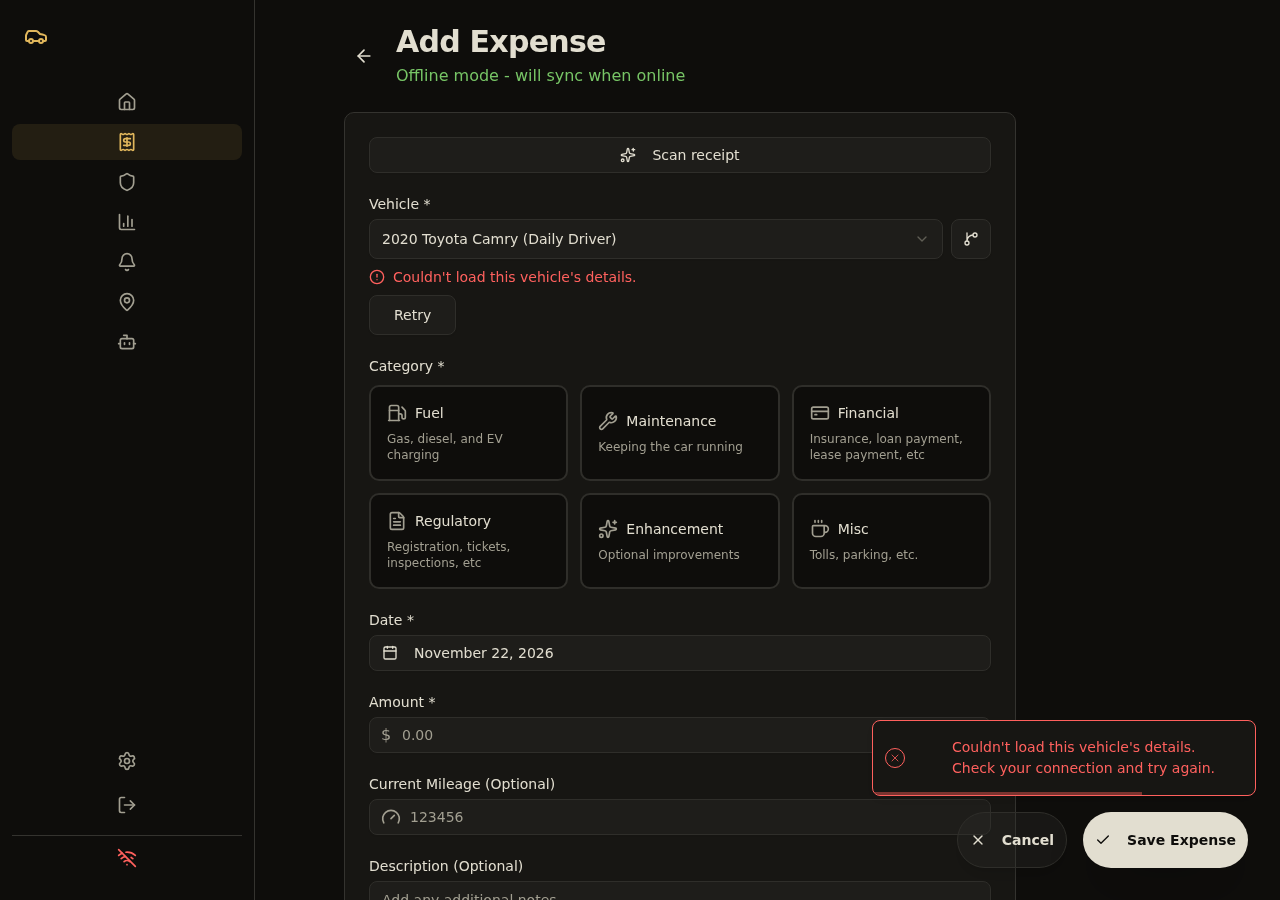 Add Expense
Offline mode - will sync when online
Scan receipt
Vehicle *
2020 Toyota Camry (Daily Driver)
Couldn't load this vehicle's details.
Retry
Category *
Fuel
Gas, diesel, and EV
charging
Maintenance
Keeping the car running
Financial
Insurance, loan payment,
lease payment, etc
Regulatory
Registration, tickets,
inspections, etc
Enhancement
Optional improvements
Misc
Tolls, parking, etc.
Date *
November 22, 2026
Amount *
$ 0.00
Couldn't load this vehicle's details.
Check your connection and try again.
Current Mileage (Optional)
123456
Cancel
Save Expense
Description (Optional)
Add any additional notes